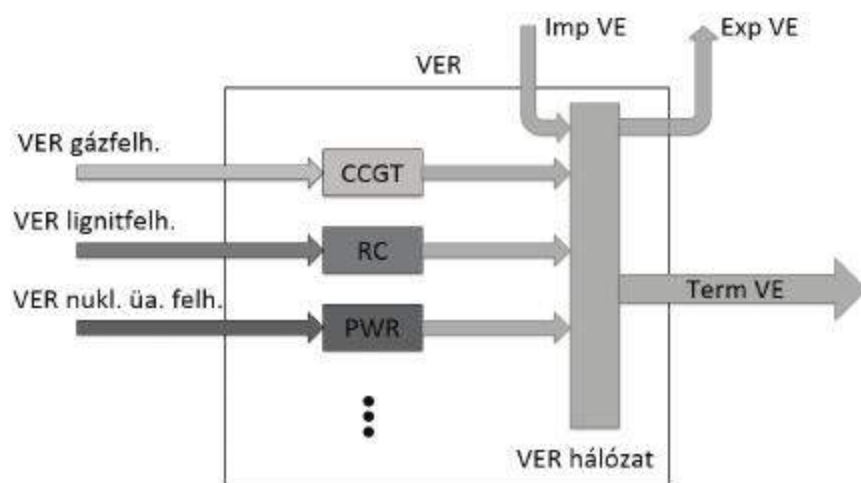 Imp VE
Exp VE
VER
VER gázfelh.
CCGT
VER lignitfelh.
RC
VER nukl. üa. felh.
PWR
Term VE
VER hálózat